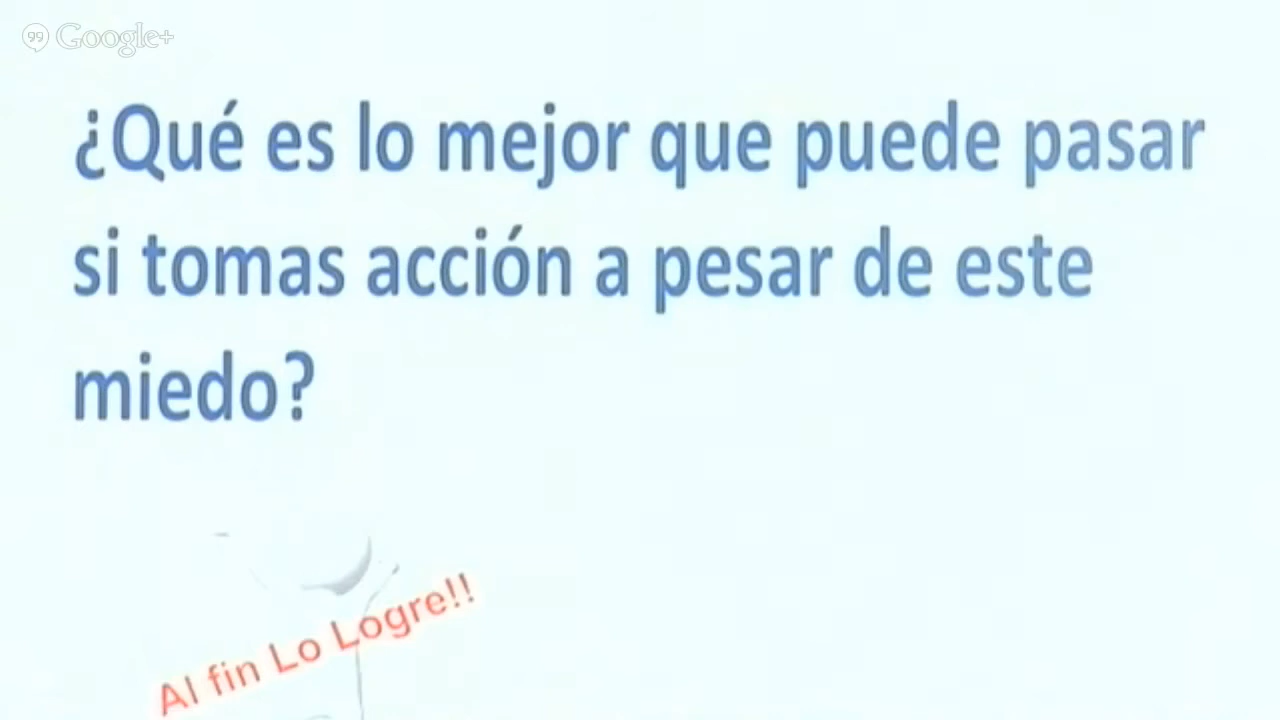 Google+
¿Qué es lo mejor que puede pasar
si tomas acción a pesar de este
miedo?
Al fin Lo Logre!!